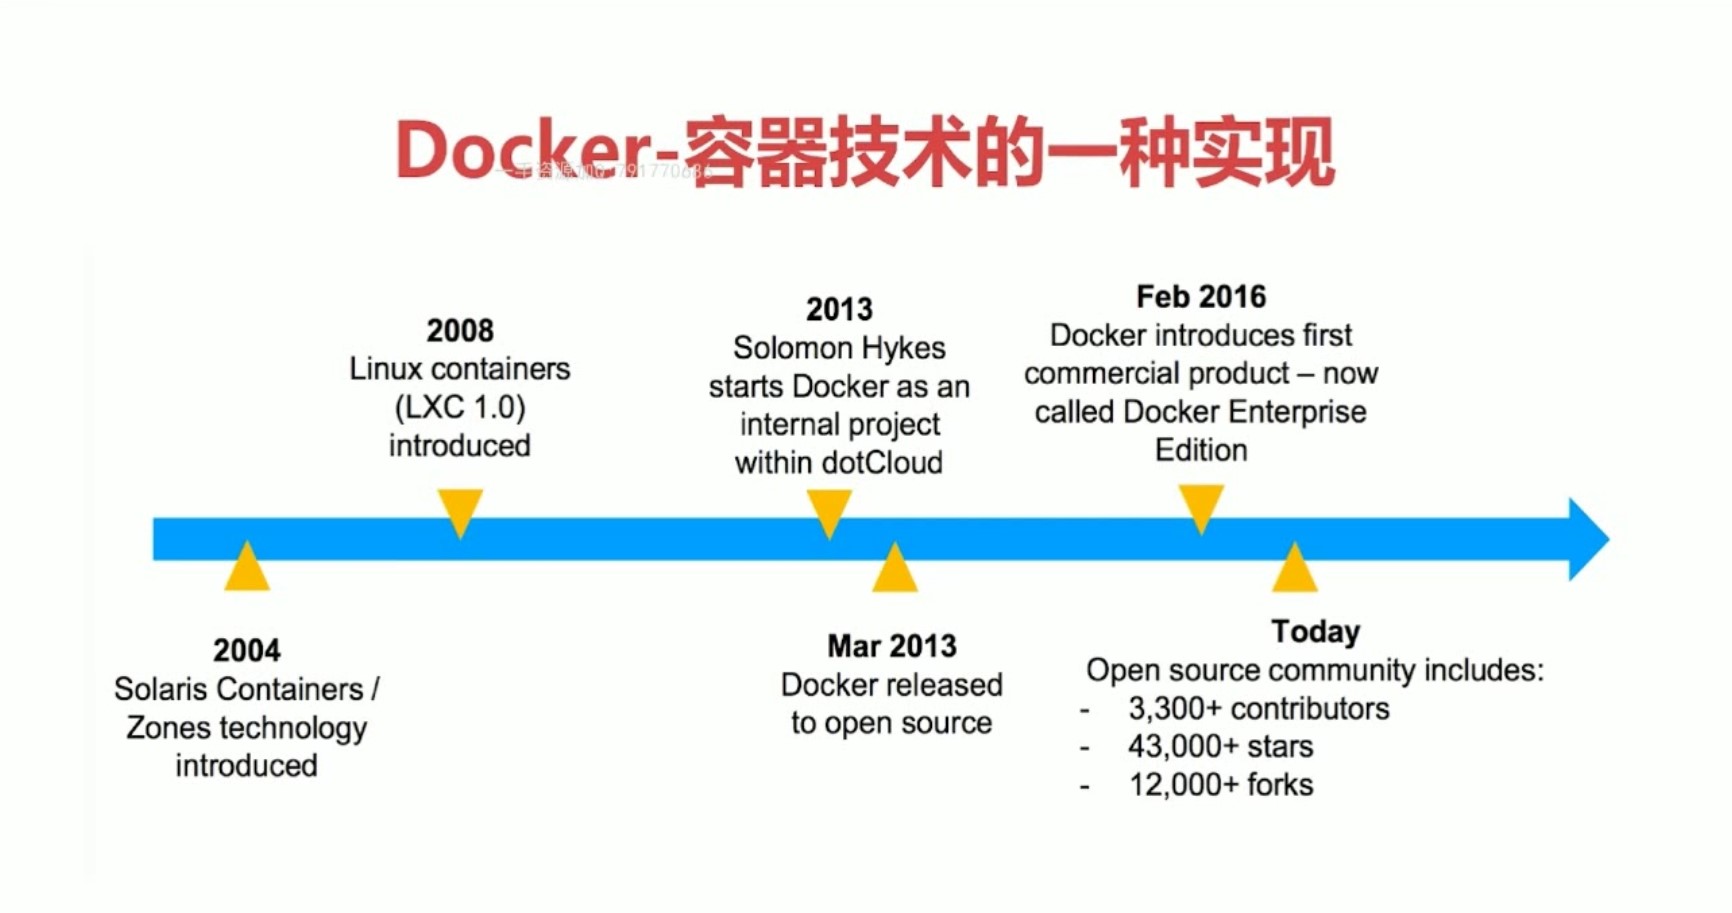 Docker-容器技术的一种实现
2008
Linux containers
(LXC 1.0)
introduced
2013
Solomon Hykes
starts Docker as an
internal project
within dotCloud
Feb 2016
Docker introduces first
commercial product – now
called Docker Enterprise
Edition
2004
Solaris Containers /
Zones technology
introduced
Mar 2013
Docker released
to open source
Today
Open source community includes:
- 3,300+ contributors
- 43,000+ stars
- 12,000+ forks